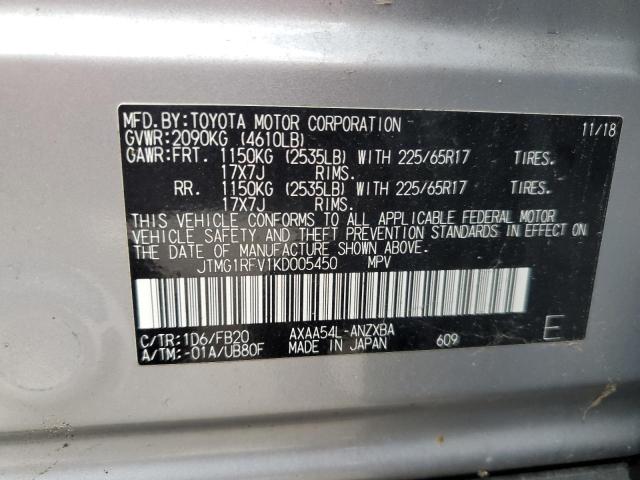 MFD.BY:TOYOTA MOTOR CORPORATION 11/18
GVWR:2090KG (4610LB)
GAWR:FRT. 1150KG (2535LB) WITH 225/65R17 TIRES.
17X7J RIMS.
RR. 1150KG (2535LB) WITH 225/65R17 TIRES.
17X7J RIMS.
THIS VEHICLE CONFORMS TO ALL APPLICABLE FEDERAL MOTOR
VEHICLE SAFETY AND THEFT PREVENTION STANDARDS IN EFFECT ON
THE DATE OF MANUFACTURE SHOWN ABOVE.
JTMG1RFV1KD005450 MPV
C/TR:1D6/FB20 AXAA54L-ANZXBA E
A/TM:-01A/UB80F MADE IN JAPAN 609